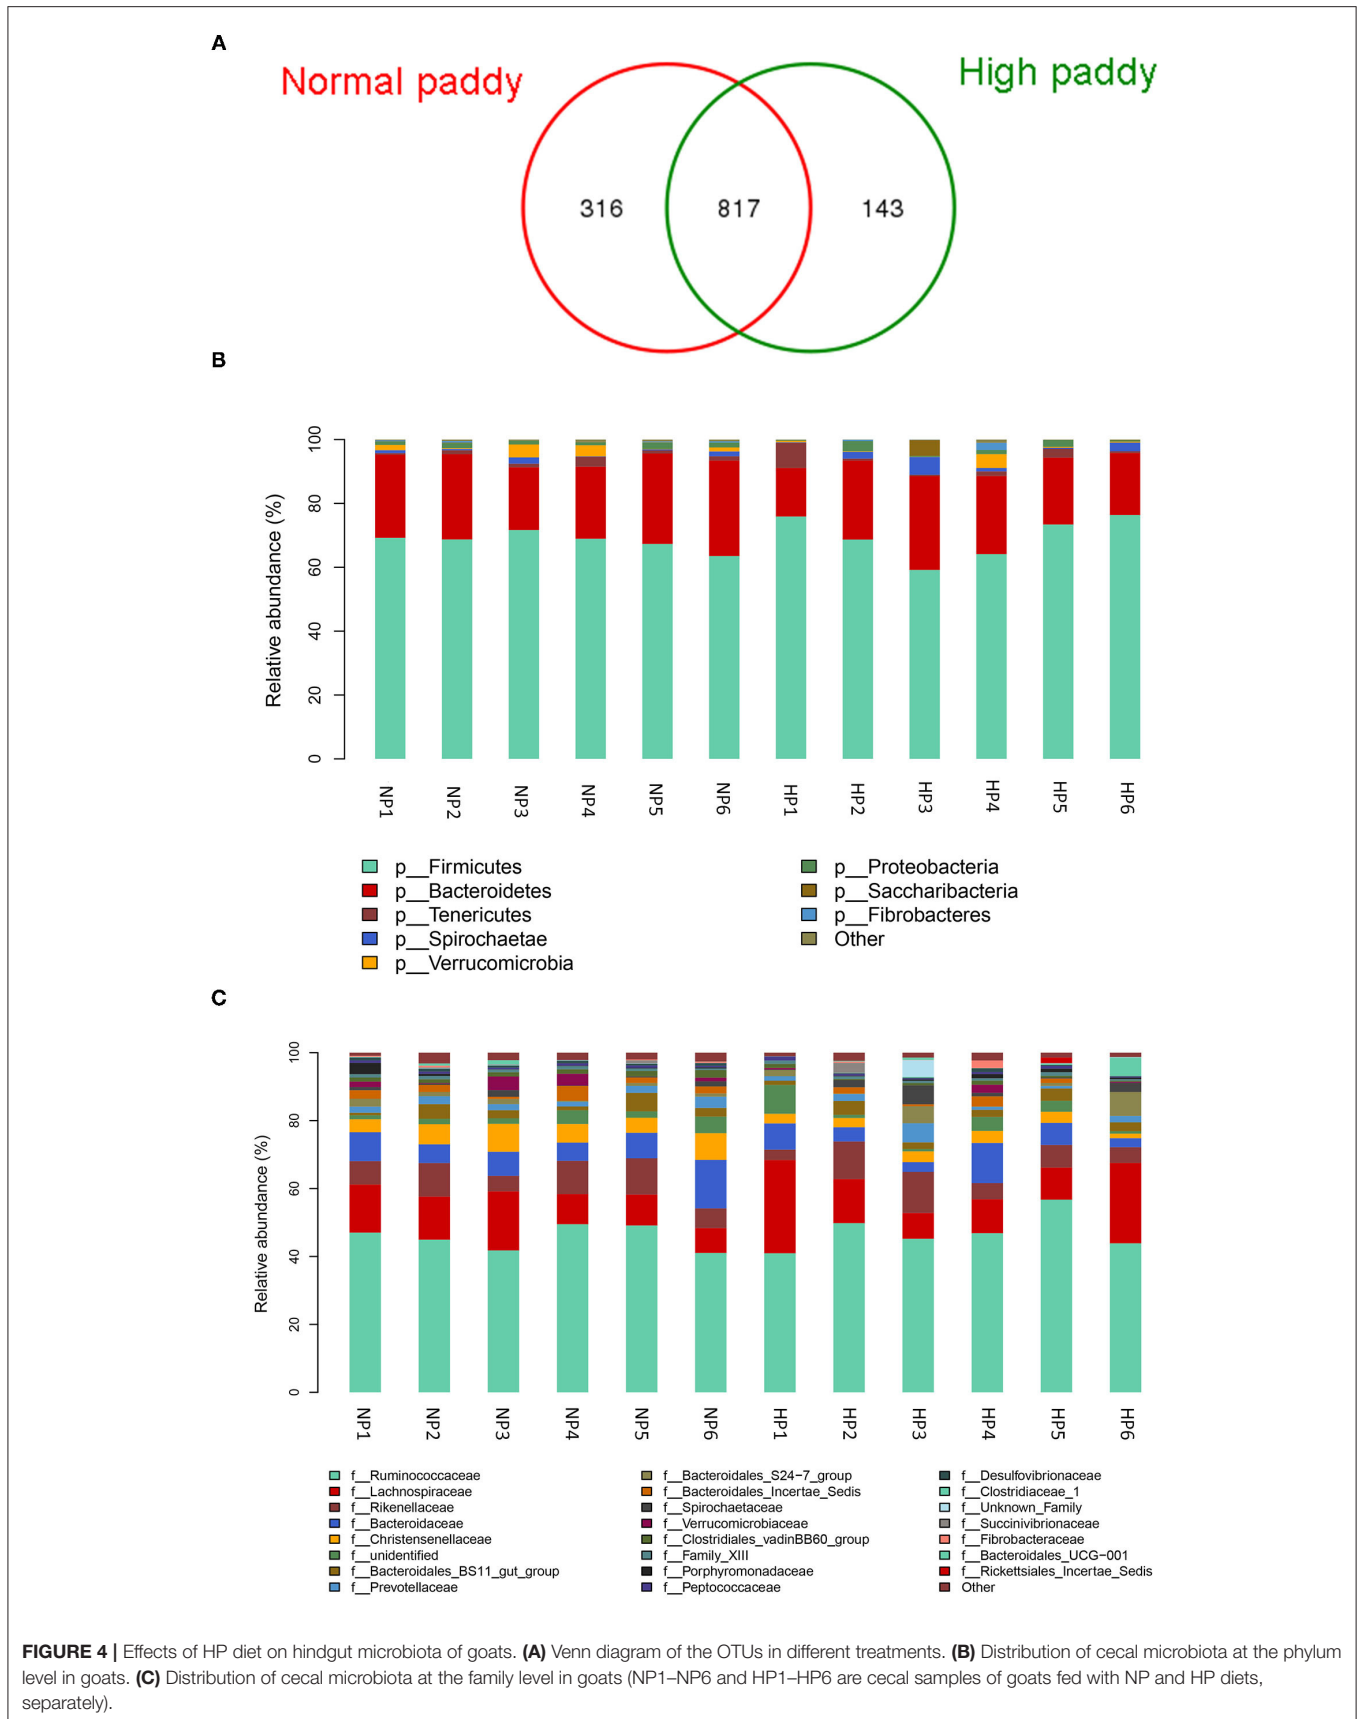 A
Normal paddy
High paddy
316
817
143
B
Relative abundance (%)
100
80
60
40
20
0
NP1 NP2 NP3 NP4 NP5 NP6 HP1 HP2 HP3 HP4 HP5 HP6
p__Firmicutes
p__Bacteroidetes
p__Tenericutes
p__Spirochaetae
p__Verrucomicrobia
p__Proteobacteria
p__Saccharibacteria
p__Fibrobacteres
Other
C
Relative abundance (%)
100
80
60
40
20
0
NP1 NP2 NP3 NP4 NP5 NP6 HP1 HP2 HP3 HP4 HP5 HP6
f__Ruminococcaceae
f__Lachnospiraceae
f__Rikenellaceae
f__Bacteroidaceae
f__Christensenellaceae
f__unidentified
f__Bacteroidales_BS11_gut_group
f__Prevotellaceae
f__Bacteroidales_S24−7_group
f__Bacteroidales_Incertae_Sedis
f__Spirochaetaceae
f__Verrucomicrobiaceae
f__Clostridiales_vadinBB60_group
f__Family_XIII
f__Porphyromonadaceae
f__Peptococcaceae
f__Desulfovibrionaceae
f__Clostridiaceae_1
f__Unknown_Family
f__Succinivibrionaceae
f__Fibrobacteraceae
f__Bacteroidales_UCG−001
f__Rickettsiales_Incertae_Sedis
Other
FIGURE 4 | Effects of HP diet on hindgut microbiota of goats. (A) Venn diagram of the OTUs in different treatments. (B) Distribution of cecal microbiota at the phylum
level in goats. (C) Distribution of cecal microbiota at the family level in goats (NP1–NP6 and HP1–HP6 are cecal samples of goats fed with NP and HP diets,
separately).